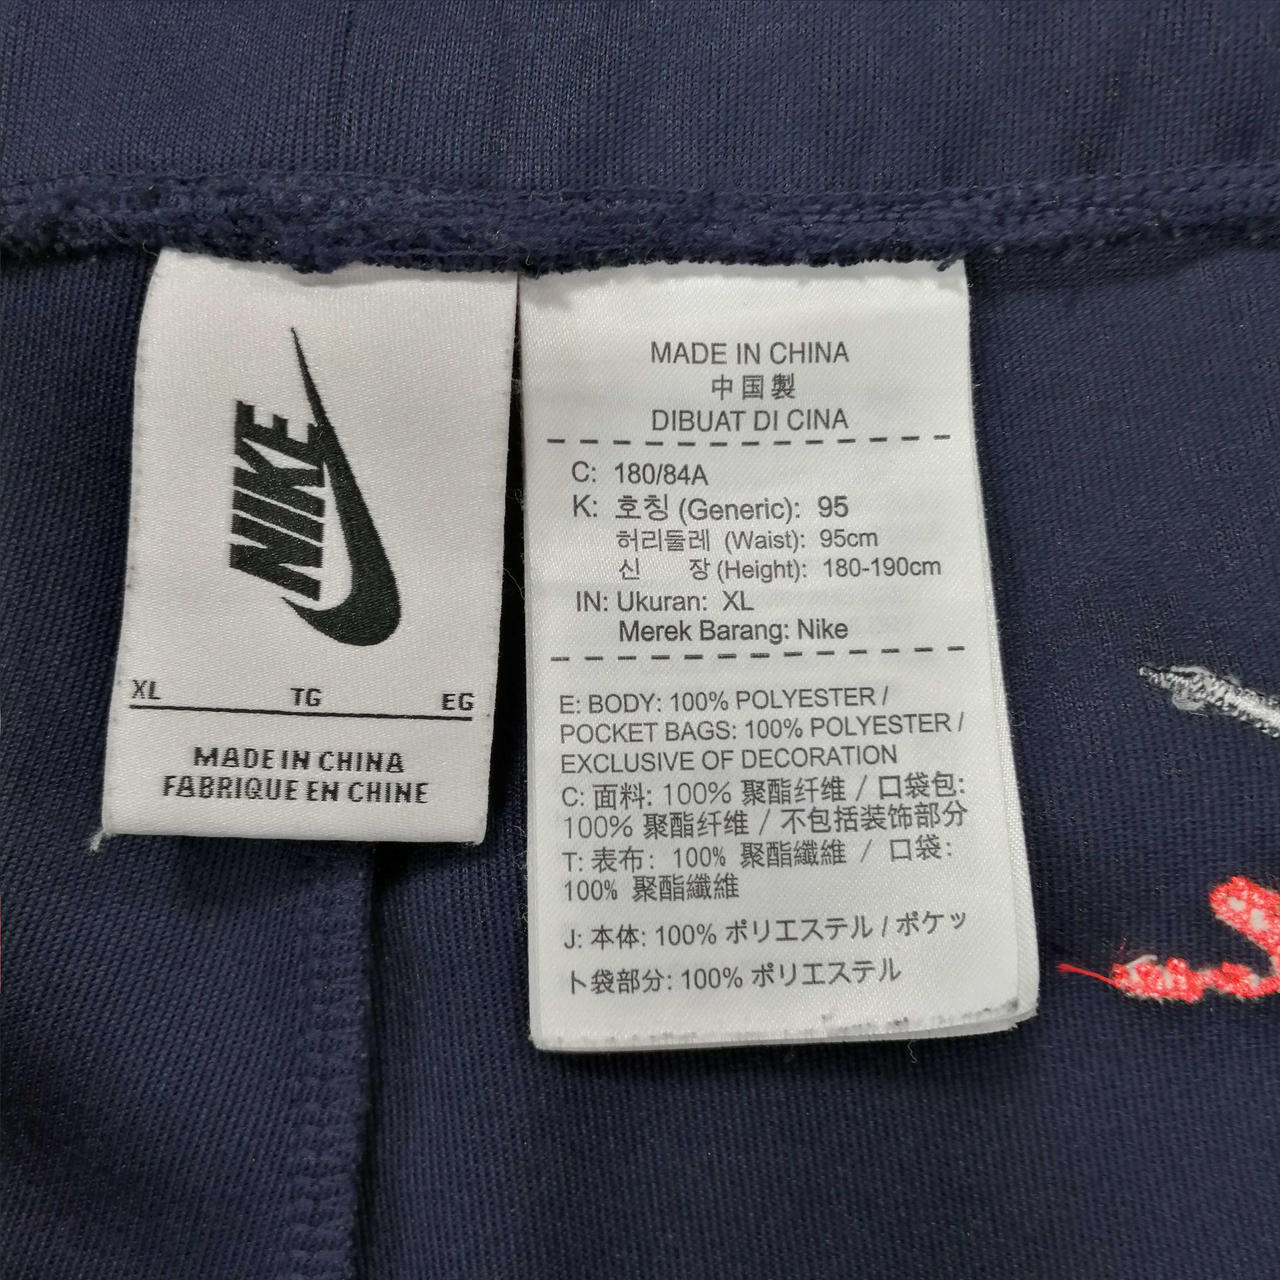 NIKE
XL TG EG
MADE IN CHINA
FABRIQUE EN CHINE
MADE IN CHINA
中国製
DIBUAT DI CINA
C: 180/84A
K: 호칭 (Generic): 95
허리둘레 (Waist): 95cm
신 장 (Height): 180-190cm
IN: Ukuran: XL
Merek Barang: Nike
E: BODY: 100% POLYESTER /
POCKET BAGS: 100% POLYESTER /
EXCLUSIVE OF DECORATION
C: 面料: 100% 聚酯纤维 / 口袋包:
100% 聚酯纤维 / 不包括装饰部分
T: 表布: 100% 聚酯纖維 / 口袋:
100% 聚酯纖維
J: 本体: 100% ポリエステル / ポケッ
ト袋部分: 100% ポリエステル